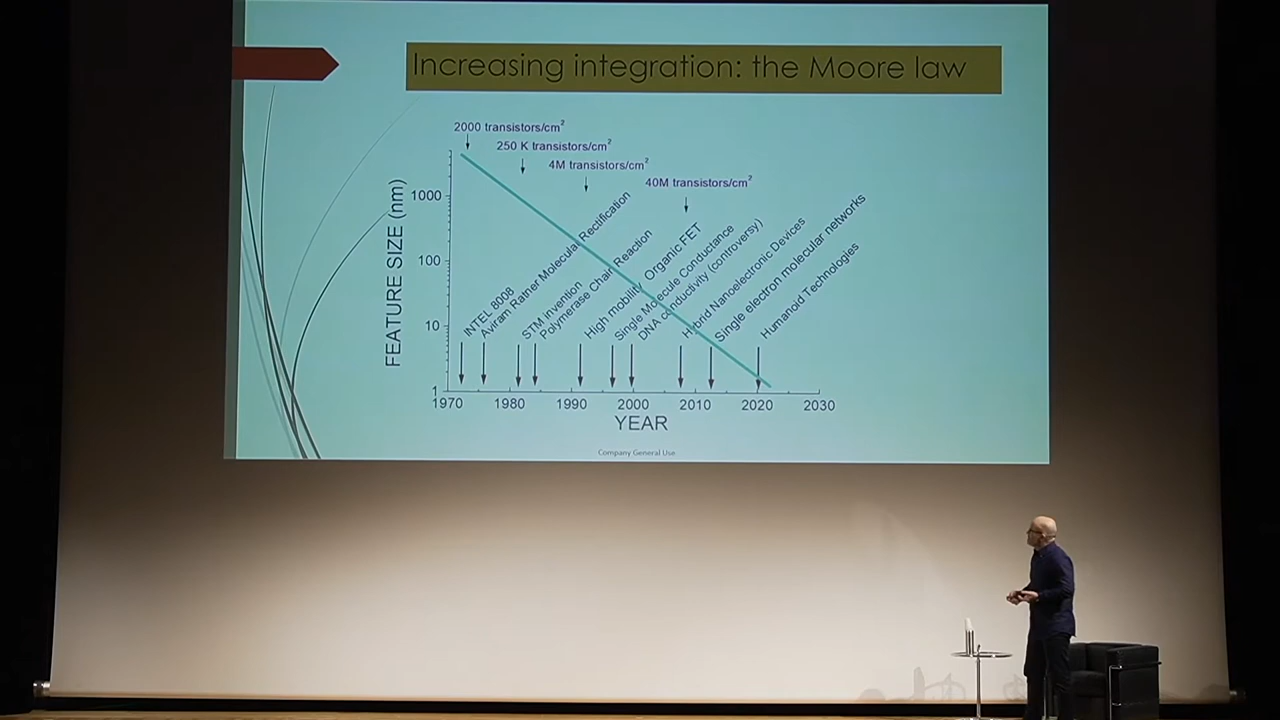 Increasing integration: the Moore law
2000 transistors/cm²
250 K transistors/cm²
4M transistors/cm²
40M transistors/cm²
FEATURE SIZE (nm)
1000
100
10
1
INTEL 8008
Aviram Ratner Molecular Rectification
STM invention
Polymerase Chain Reaction
High mobility Organic FET
Single Molecule Conductance
DNA conductivity (controversy)
Hybrid Nanoelectronic Devices
Single electron molecular networks
Humanoid Technologies
1970 1980 1990 2000 2010 2020 2030
YEAR
Company General Use